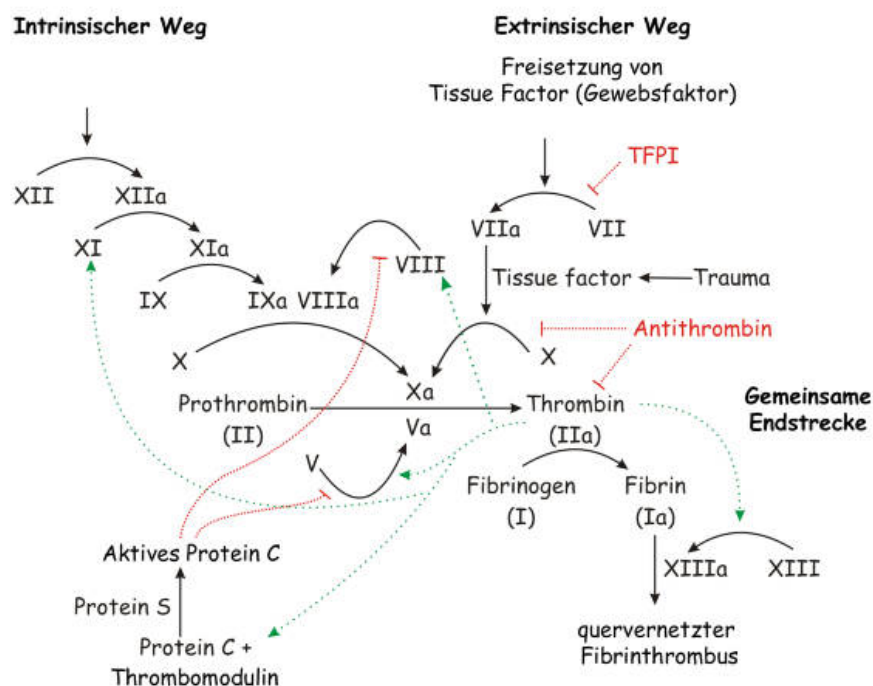 Intrinsischer Weg
Extrinsischer Weg
Freisetzung von
Tissue Factor (Gewebsfaktor)
TFPI
XII
XIIa
VIIa
VII
XI
XIa
VIII
Tissue factor
Trauma
IX
IXa
VIIIa
Antithrombin
X
X
Xa
Prothrombin
(II)
Va
Thrombin
(IIa)
Gemeinsame
Endstrecke
V
Fibrinogen
(I)
Fibrin
(Ia)
Aktives Protein C
XIIIa
XIII
Protein S
Protein C +
Thrombomodulin
quervernetzter
Fibrinthrombus